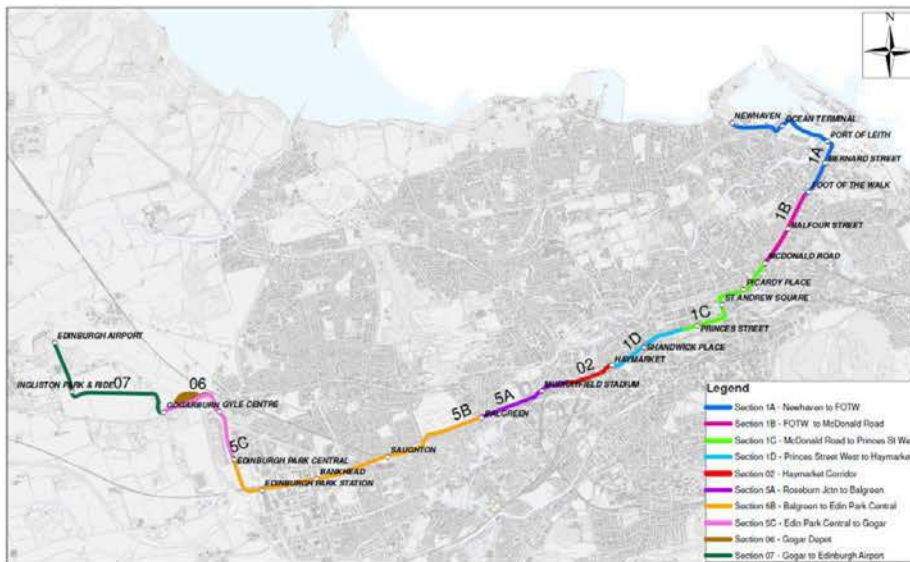 N
NEWHAVEN
OCEAN TERMINAL
PORT OF LEITH
1A
BERNARD STREET
FOOT OF THE WALK
1B
BALFOUR STREET
MCDONALD ROAD
PICARDY PLACE
ST ANDREW SQUARE
1C
PRINCES STREET
1D
SHANDWICK PLACE
EDINBURGH AIRPORT
HAYMARKET
02
INGLISTON PARK & RIDE
07
06
MURRAYFIELD STADIUM
5A
GOGARBURN
GYLE CENTRE
5B
BALGREEN
5C
EDINBURGH PARK CENTRAL
SAUGHTON
BANKHEAD
EDINBURGH PARK STATION
Legend
Section 1A - Newhaven to FOTW
Section 1B - FOTW to McDonald Road
Section 1C - McDonald Road to Princes St We
Section 1D - Princes Street West to Haymarket
Section 02 - Haymarket Corridor
Section 5A - Roseburn Jctn to Balgreen
Section 5B - Balgreen to Edin Park Central
Section 5C - Edin Park Central to Gogar
Section 06 - Gogar Depot
Section 07 - Gogar to Edinburgh Airport